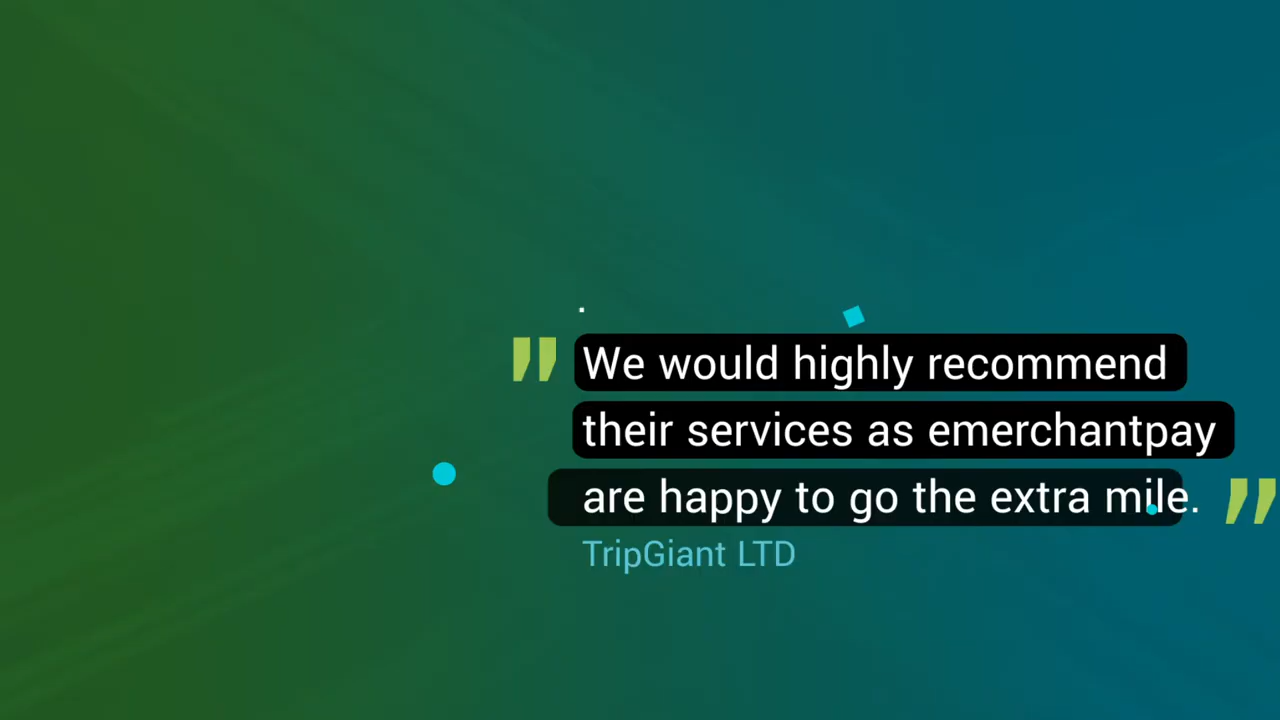 " We would highly recommend
their services as emerchantpay
are happy to go the extra mile. "
TripGiant LTD